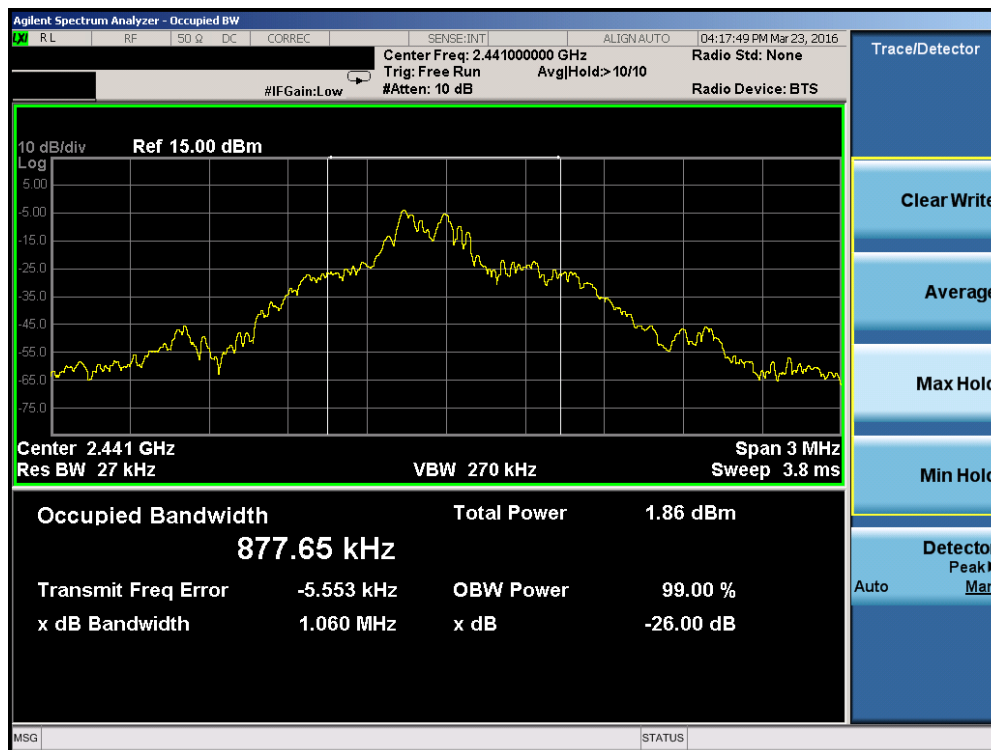 Agilent Spectrum Analyzer - Occupied BW
LXI RL RF 50 Ω DC CORREC SENSE:INT ALIGN AUTO 04:17:49 PM Mar 23, 2016
Center Freq: 2.441000000 GHz Radio Std: None
Trig: Free Run Avg|Hold:>10/10
#IFGain:Low #Atten: 10 dB Radio Device: BTS
10 dB/div Ref 15.00 dBm
Log
5.00
-5.00
-15.0
-25.0
-35.0
-45.0
-55.0
-65.0
-75.0
Center 2.441 GHz Span 3 MHz
Res BW 27 kHz VBW 270 kHz Sweep 3.8 ms
Occupied Bandwidth Total Power 1.86 dBm
877.65 kHz
Transmit Freq Error -5.553 kHz OBW Power 99.00 %
x dB Bandwidth 1.060 MHz x dB -26.00 dB
Trace/Detector
Clear Write
Average
Max Hold
Min Hold
Detector
Peak
Auto Man
MSG STATUS